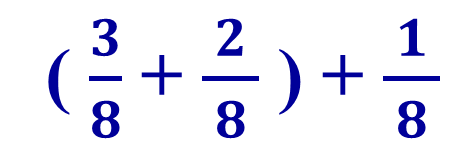 (3/8 + 2/8) + 1/8